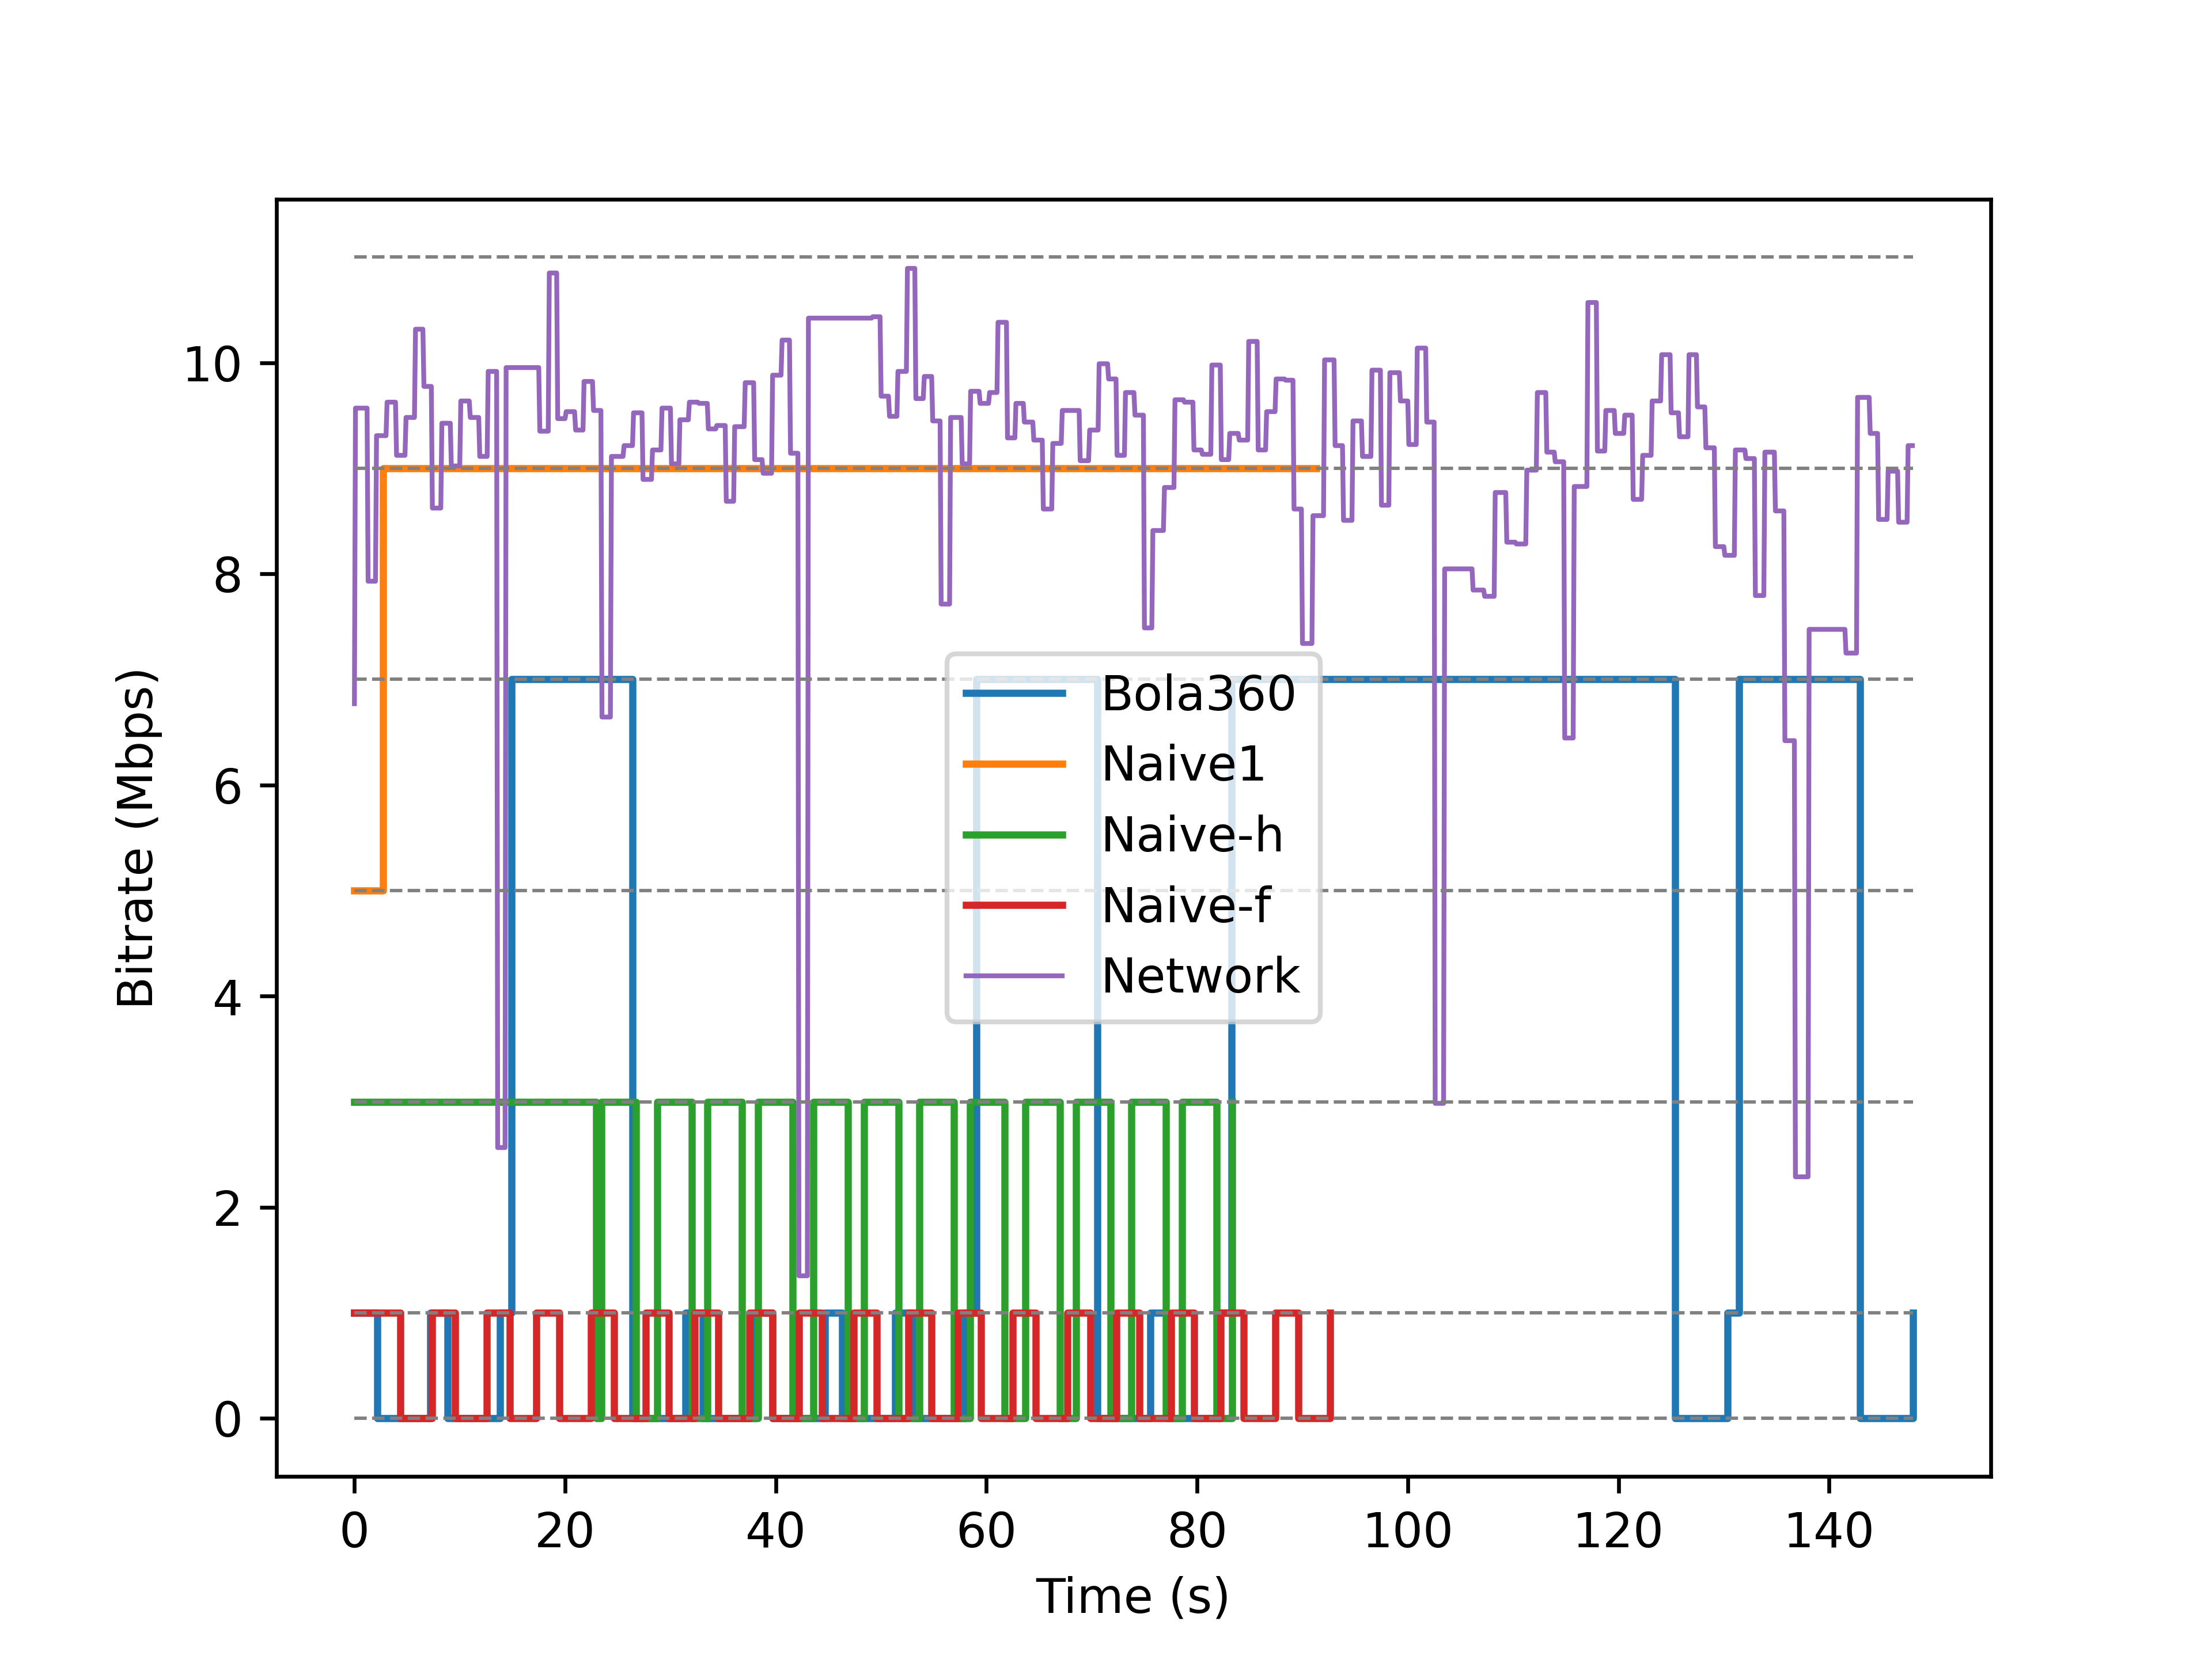 Bitrate (Mbps)
10
8
6
4
2
0
Bola360
Naive1
Naive-h
Naive-f
Network
0 20 40 60 80 100 120 140
Time (s)